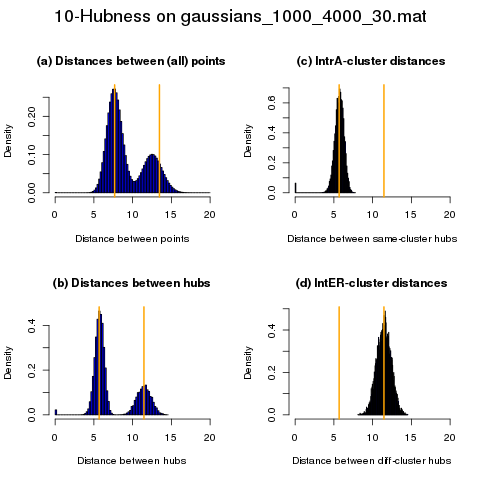 10-Hubness on gaussians_1000_4000_30.mat
(a) Distances between (all) points
Density
0.00 0.10 0.20
0 5 10 15 20
Distance between points
(c) IntrA-cluster distances
Density
0.0 0.2 0.4 0.6
0 5 10 15 20
Distance between same-cluster hubs
(b) Distances between hubs
Density
0.0 0.2 0.4
0 5 10 15 20
Distance between hubs
(d) IntER-cluster distances
Density
0.0 0.2 0.4
0 5 10 15 20
Distance between diff-cluster hubs